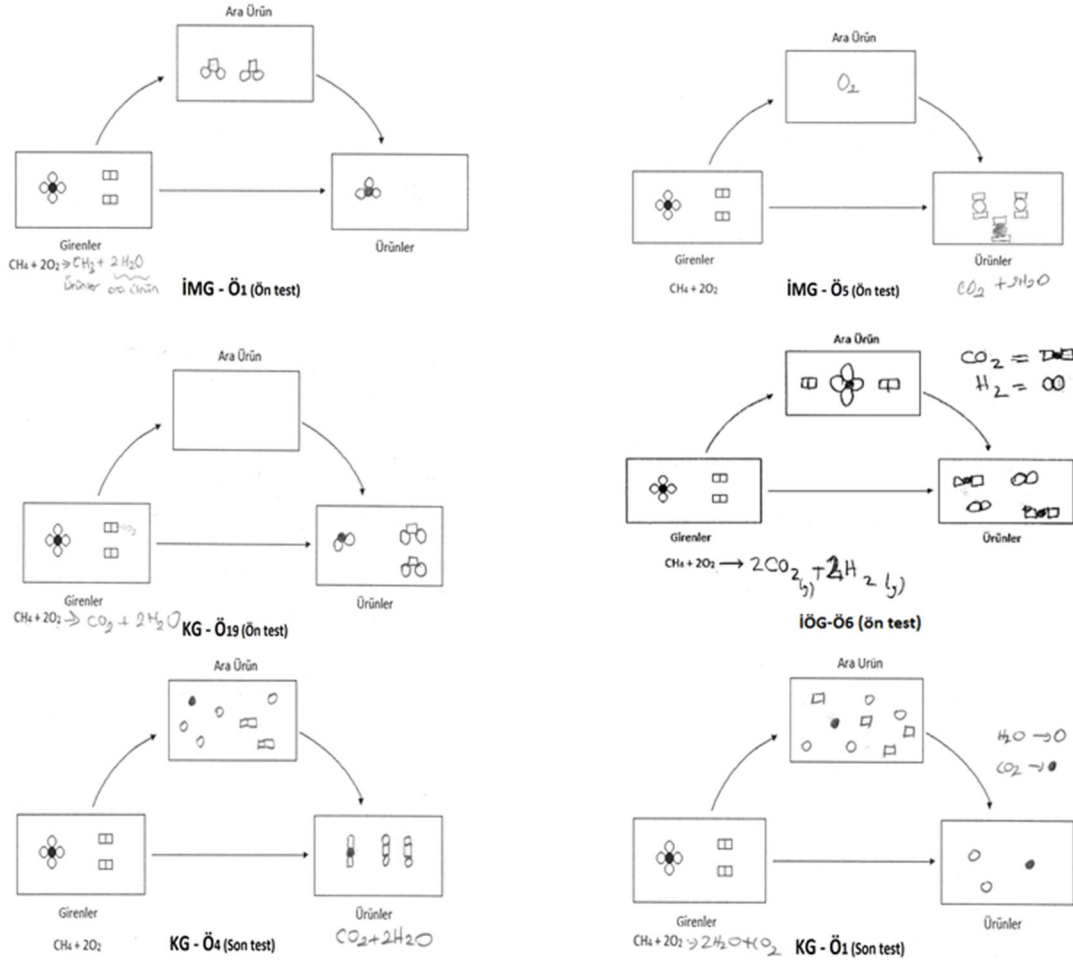 Ara Ürün
Girenler
Ürünler
CH₄ + 2O₂ → CH₂ + 2H₂O
Ürünler ara ürün
İMG - Ö1 (Ön test)
Ara Ürün
O₂
Girenler
Ürünler
CH₄ + 2O₂
CO₂ + 2H₂O
İMG - Ö5 (Ön test)
Ara Ürün
Girenler
Ürünler
CH₄ + 2O₂ → CO₂ + 2H₂O
KG - Ö19 (Ön test)
Ara Ürün
CO₂ =
H₂ =
Girenler
Ürünler
CH₄ + 2O₂ → 2CO₂(g) + 2H₂(g)
İÖG-Ö6 (ön test)
Ara Ürün
Girenler
Ürünler
CH₄ + 2O₂
CO₂ + 2H₂O
KG - Ö4 (Son test)
Ara Ürün
H₂O → O
CO₂ →
Girenler
Ürünler
CH₄ + 2O₂ → 2H₂O + CO₂
KG - Ö1 (Son test)